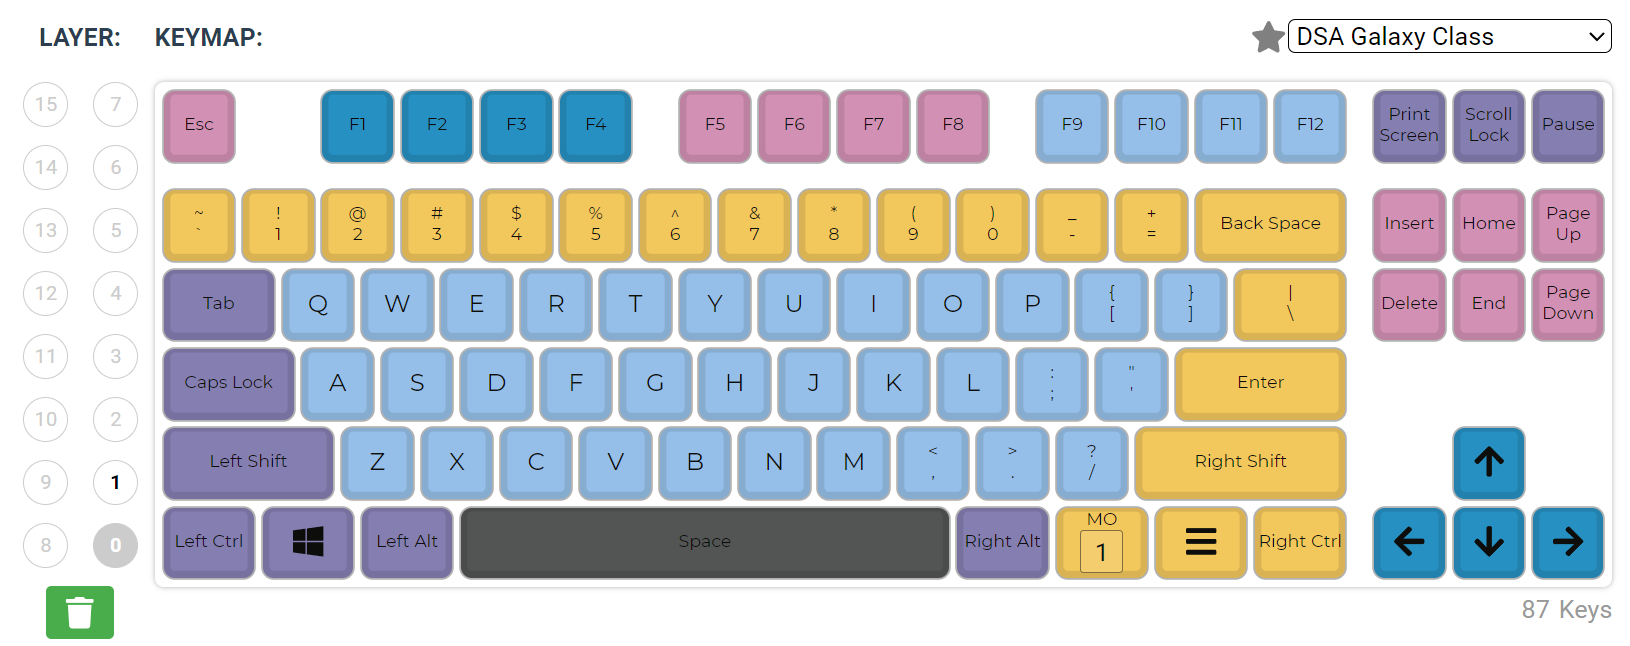 LAYER: KEYMAP: DSA Galaxy Class
15 7 Esc F1 F2 F3 F4 F5 F6 F7 F8 F9 F10 F11 F12 Print Screen Scroll Lock Pause
14 6
13 5 ~ ` ! 1 @ 2 # 3 $ 4 % 5 ^ 6 & 7 * 8 ( 9 ) 0 _ - + = Back Space Insert Home Page Up
12 4 Tab Q W E R T Y U I O P { [ } ] | \ Delete End Page Down
11 3 Caps Lock A S D F G H J K L : ; " ' Enter
10 2
9 1 Left Shift Z X C V B N M < , > . ? / Right Shift
8 0 Left Ctrl Left Alt Space Right Alt MO 1 Right Ctrl
87 Keys